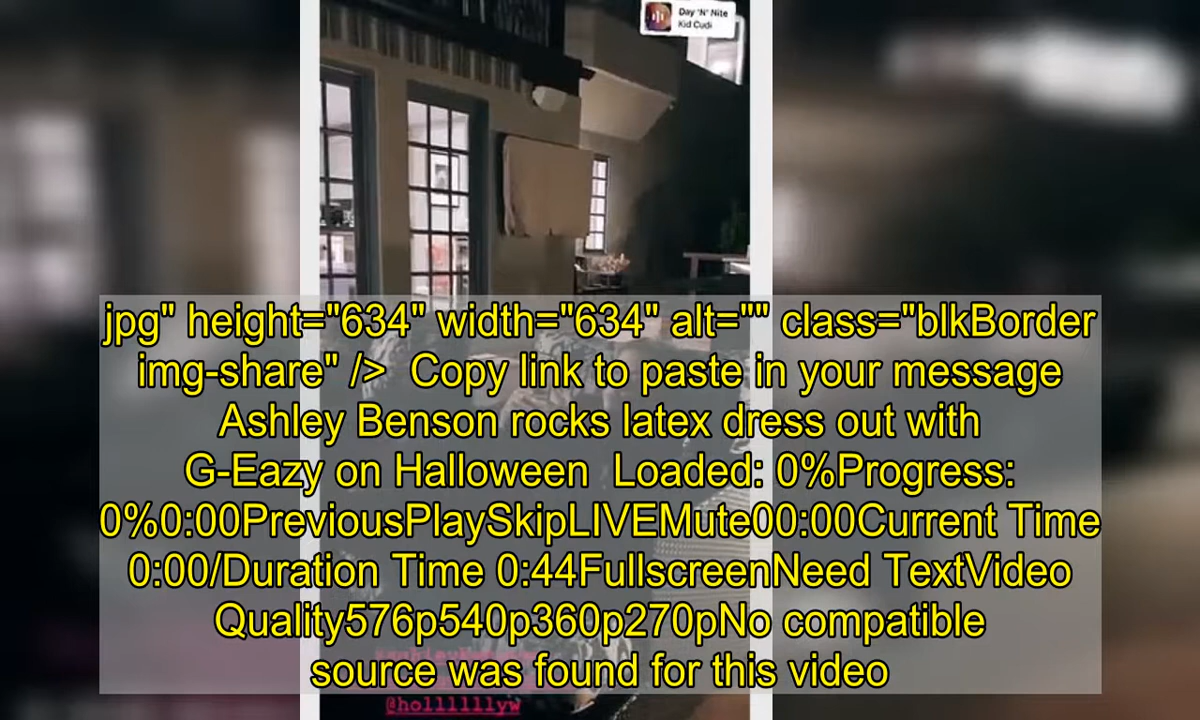 Day 'N' Nite
Kid Cudi
jpg" height="634" width="634" alt="" class="blkBorder
img-share" />  Copy link to paste in your message
Ashley Benson rocks latex dress out with
G-Eazy on Halloween  Loaded: 0%Progress:
0%0:00PreviousPlaySkipLIVEMute00:00Current Time
0:00/Duration Time 0:44FullscreenNeed TextVideo
Quality576p540p360p270pNo compatible
source was found for this video
@hollllllyw